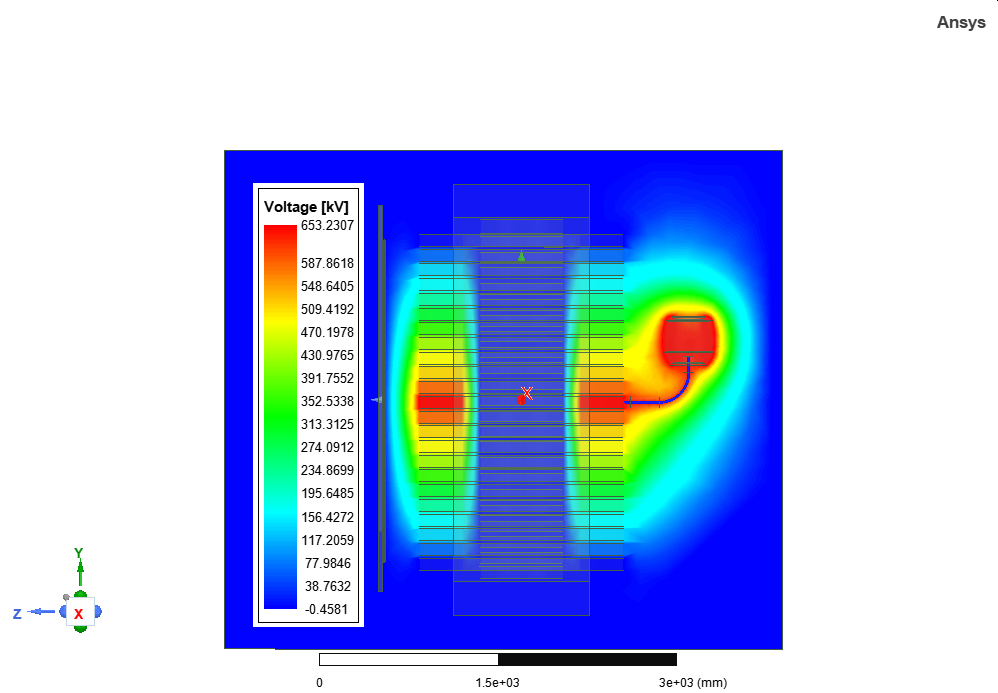 Ansys
Voltage [kV]
653.2307
587.8618
548.6405
509.4192
470.1978
430.9765
391.7552
352.5338
313.3125
274.0912
234.8699
195.6485
156.4272
117.2059
77.9846
38.7632
-0.4581
X
Y
Z
X
0
1.5e+03
3e+03 (mm)